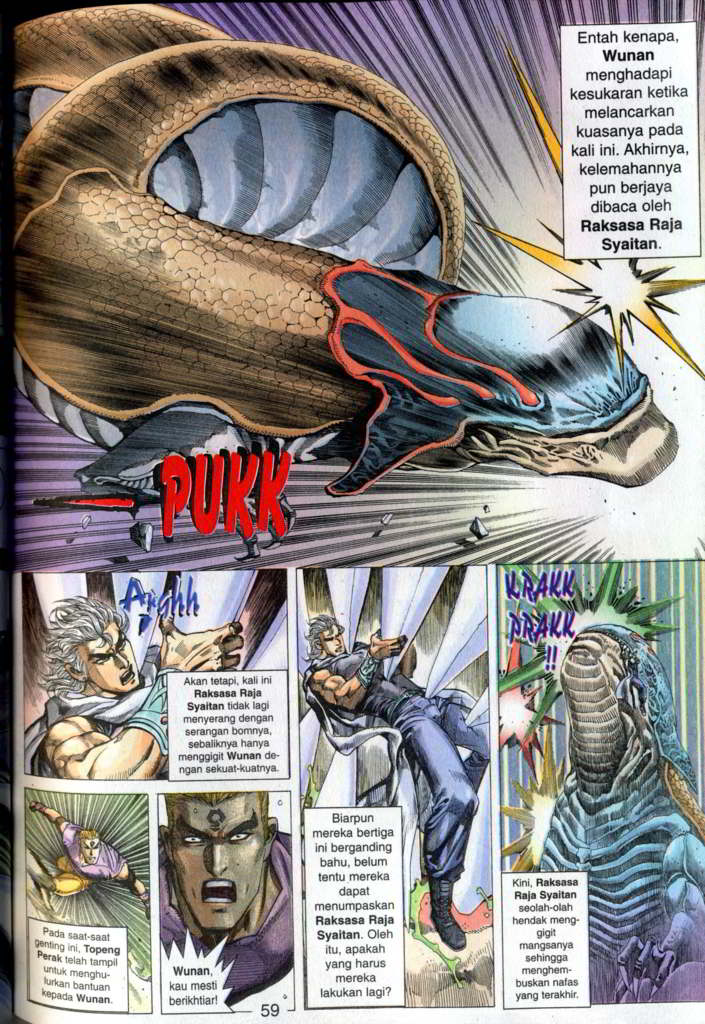 Entah kenapa,
Wunan
menghadapi
kesukaran ketika
melancarkan
kuasanya pada
kali ini. Akhirnya,
kelemahannya
pun berjaya
dibaca oleh
Raksasa Raja
Syaitan.
PUKK
Arghh
Akan tetapi, kali ini
Raksasa Raja
Syaitan tidak lagi
menyerang dengan
serangan bomnya,
sebaliknya hanya
menggigit Wunan de-
ngan sekuat-kuatnya.
Pada saat-saat
genting ini, Topeng
Perak telah tampil
untuk menghu-
lurkan bantuan
kepada Wunan.
Wunan,
kau mesti
berikhtiar!
Biarpun
mereka bertiga
ini berganding
bahu, belum
tentu mereka
dapat
menumpaskan
Raksasa Raja
Syaitan. Oleh
itu, apakah
yang harus
mereka
lakukan lagi?
KRAKK
PRAKK
!!
Kini, Raksasa
Raja Syaitan
seolah-olah
hendak meng-
gigit
mangsanya
sehingga
menghem-
buskan nafas
yang terakhir.
59